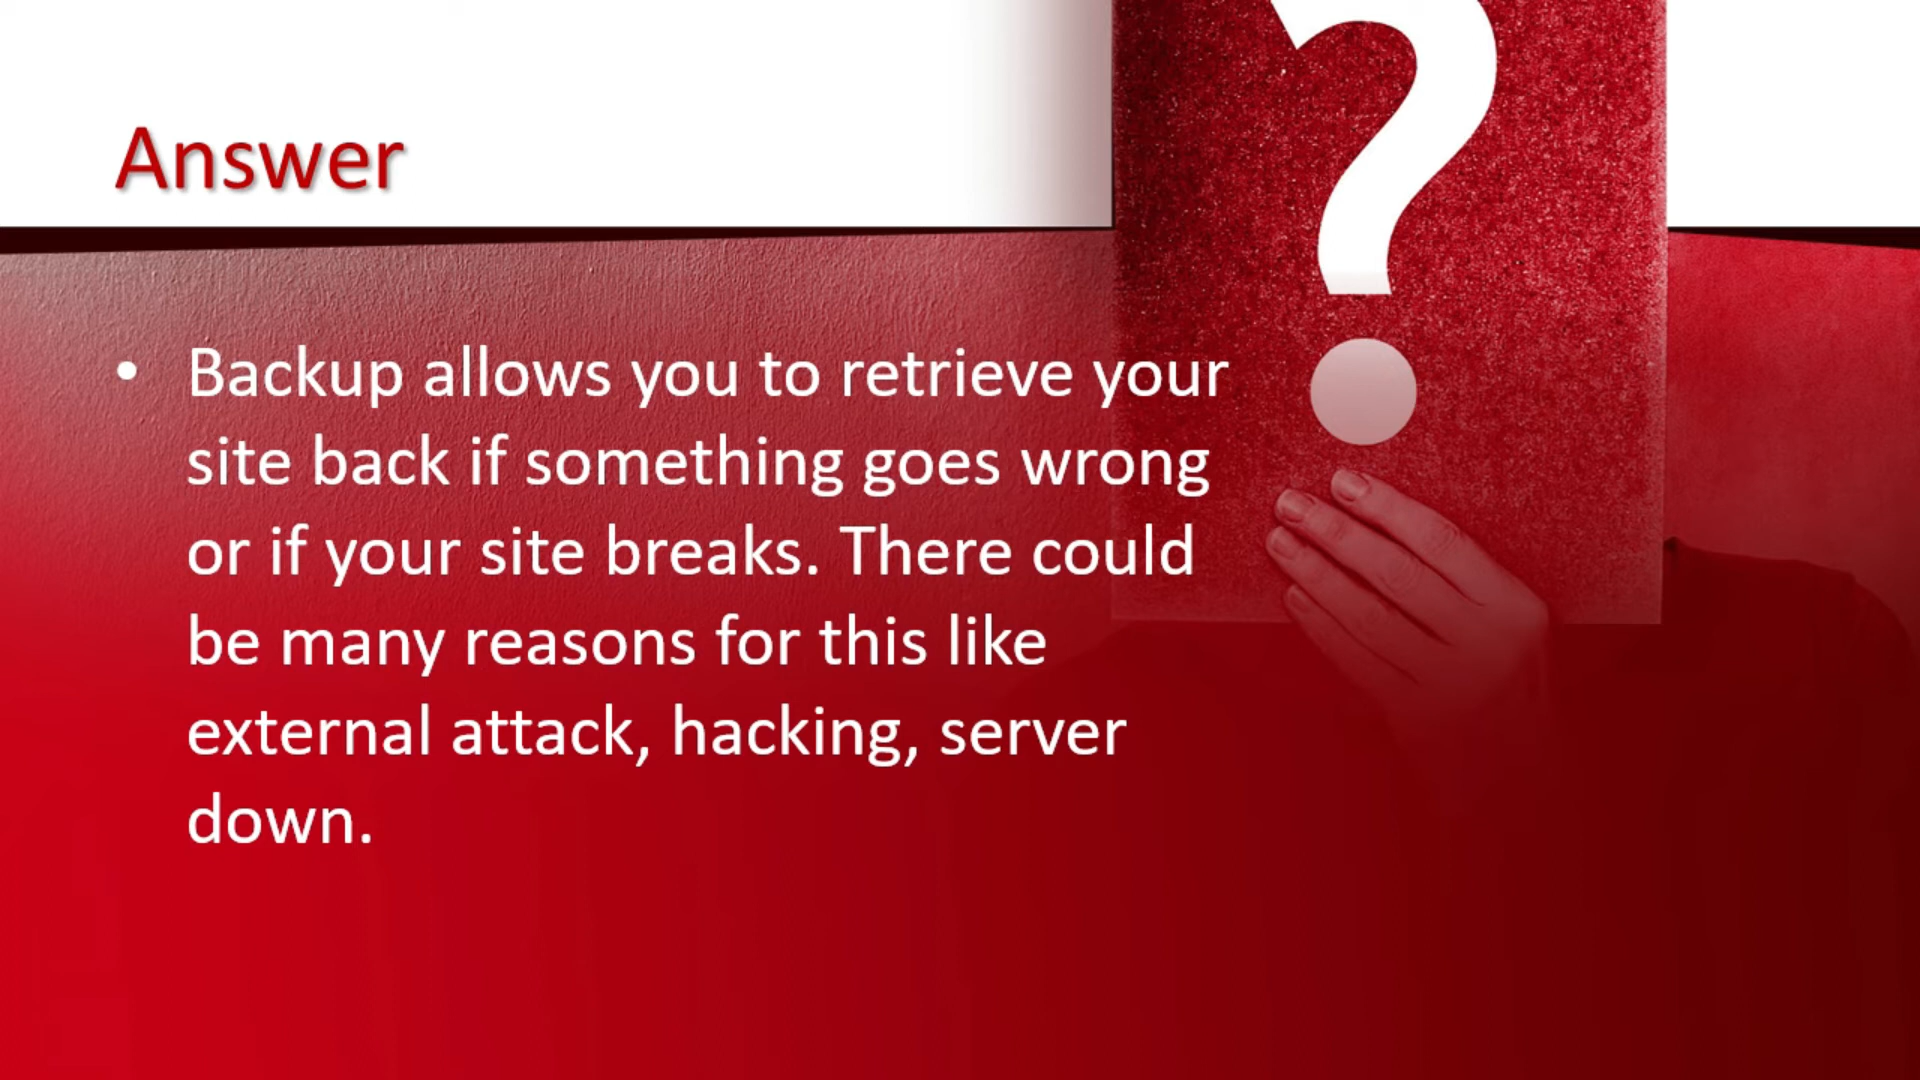 Answer
• Backup allows you to retrieve your
site back if something goes wrong
or if your site breaks. There could
be many reasons for this like
external attack, hacking, server
down.
?